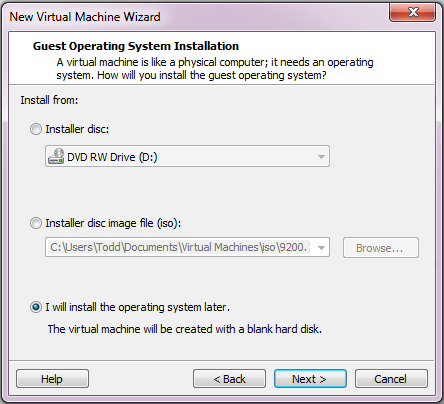 New Virtual Machine Wizard
Guest Operating System Installation
A virtual machine is like a physical computer; it needs an operating
system. How will you install the guest operating system?
Install from:
Installer disc:
DVD RW Drive (D:)
Installer disc image file (iso):
C:\Users\Todd\Documents\Virtual Machines\iso\9200.
Browse...
I will install the operating system later.
The virtual machine will be created with a blank hard disk.
Help
< Back
Next >
Cancel